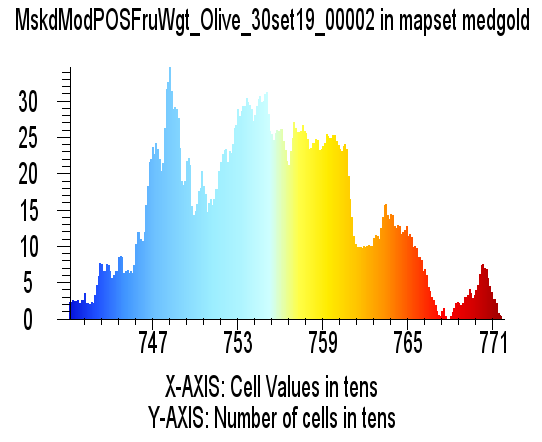 MskdModPOSFruWgt_Olive_30set19_00002 in mapset medgold
30
25
20
15
10
5
0
747 753 759 765 771
X-AXIS: Cell Values in tens
Y-AXIS: Number of cells in tens